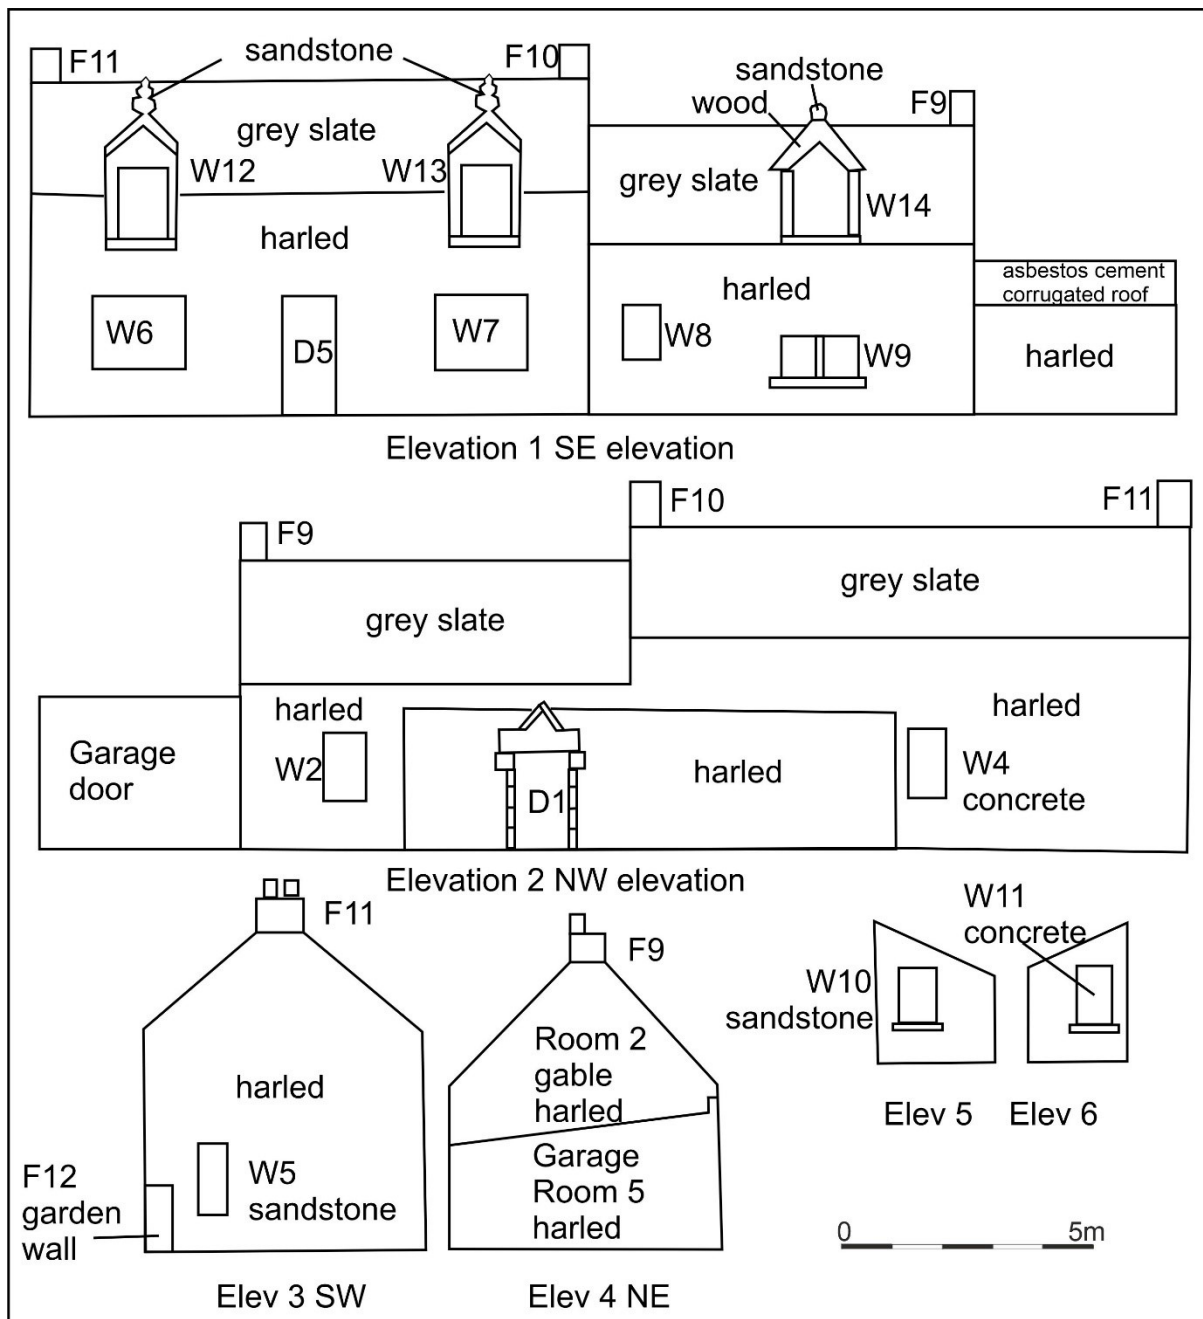 F11
sandstone
F10
sandstone
wood
F9
grey slate
W12
W13
grey slate
W14
harled
harled
asbestos cement
corrugated roof
W6
D5
W7
W8
W9
harled
Elevation 1 SE elevation
F9
F10
F11
grey slate
grey slate
Garage
door
harled
W2
D1
harled
harled
W4
concrete
Elevation 2 NW elevation
F11
harled
W5
sandstone
F12
garden
wall
Elev 3 SW
F9
Room 2
gable
harled
Garage
Room 5
harled
Elev 4 NE
W10
sandstone
Elev 5
W11
concrete
Elev 6
0
5m